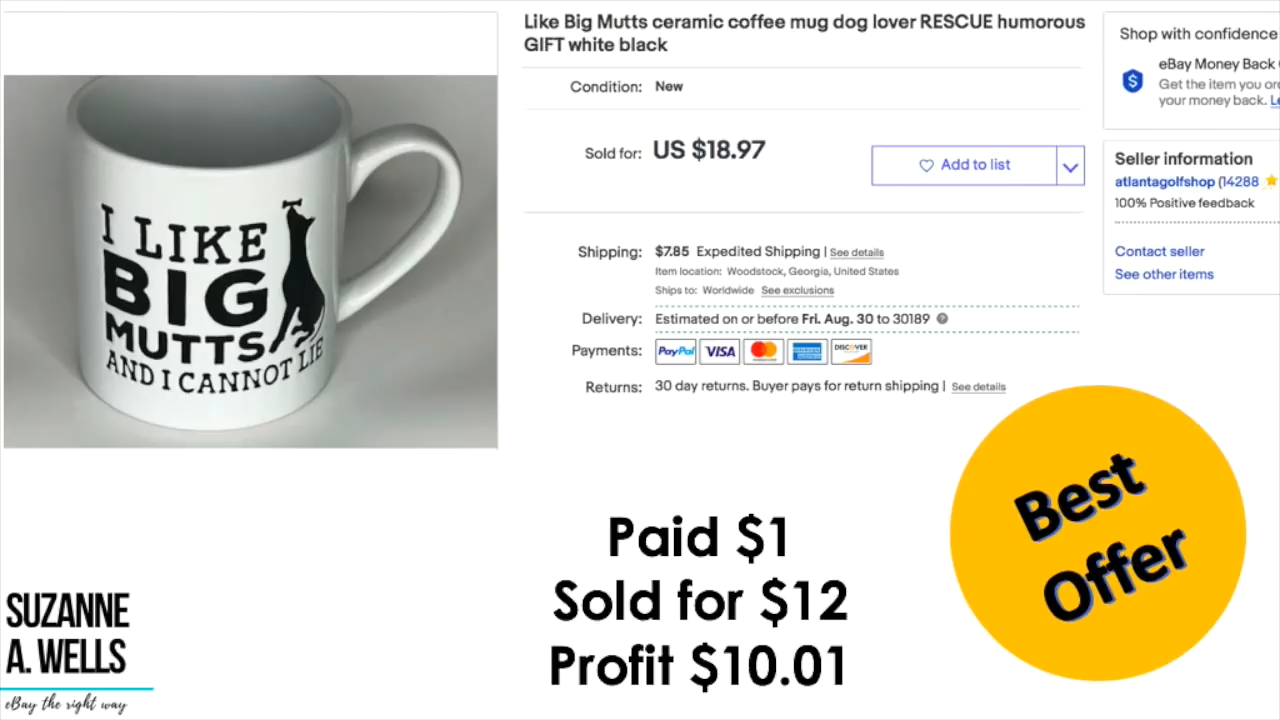 I LIKE
BIG
MUTTS
AND I CANNOT LIE
Like Big Mutts ceramic coffee mug dog lover RESCUE humorous
GIFT white black
Condition: New
Sold for: US $18.97
Add to list
Shipping: $7.85 Expedited Shipping | See details
Item location: Woodstock, Georgia, United States
Ships to: Worldwide See exclusions
Delivery: Estimated on or before Fri. Aug. 30 to 30189
Payments: PayPal VISA MasterCard AMERICAN EXPRESS DISCOVER
Returns: 30 day returns. Buyer pays for return shipping | See details
Shop with confidence
eBay Money Back
Get the item you
your money back.
Seller information
atlantagolfshop (14288
100% Positive feedback
Contact seller
See other items
Best
Offer
Paid $1
Sold for $12
Profit $10.01
SUZANNE
A. WELLS
eBay the right way